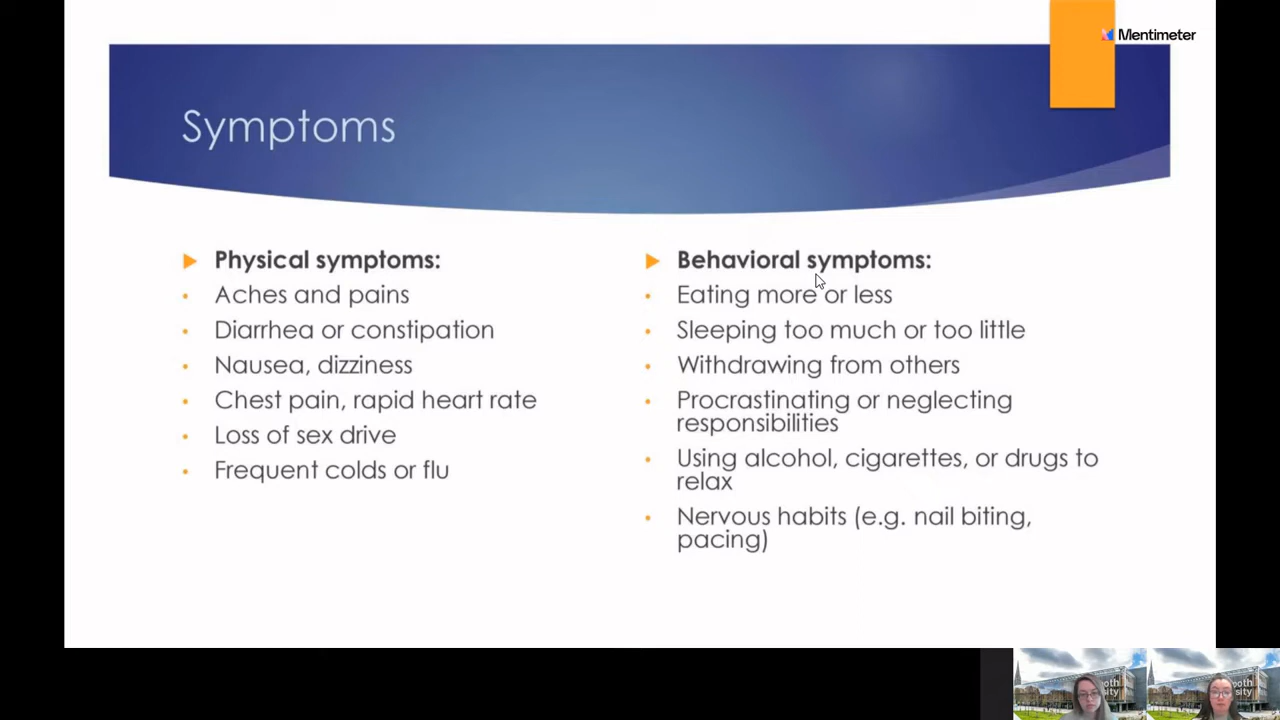 Mentimeter
Symptoms
Physical symptoms:
Aches and pains
Diarrhea or constipation
Nausea, dizziness
Chest pain, rapid heart rate
Loss of sex drive
Frequent colds or flu
Behavioral symptoms:
Eating more or less
Sleeping too much or too little
Withdrawing from others
Procrastinating or neglecting
responsibilities
Using alcohol, cigarettes, or drugs to
relax
Nervous habits (e.g. nail biting,
pacing)